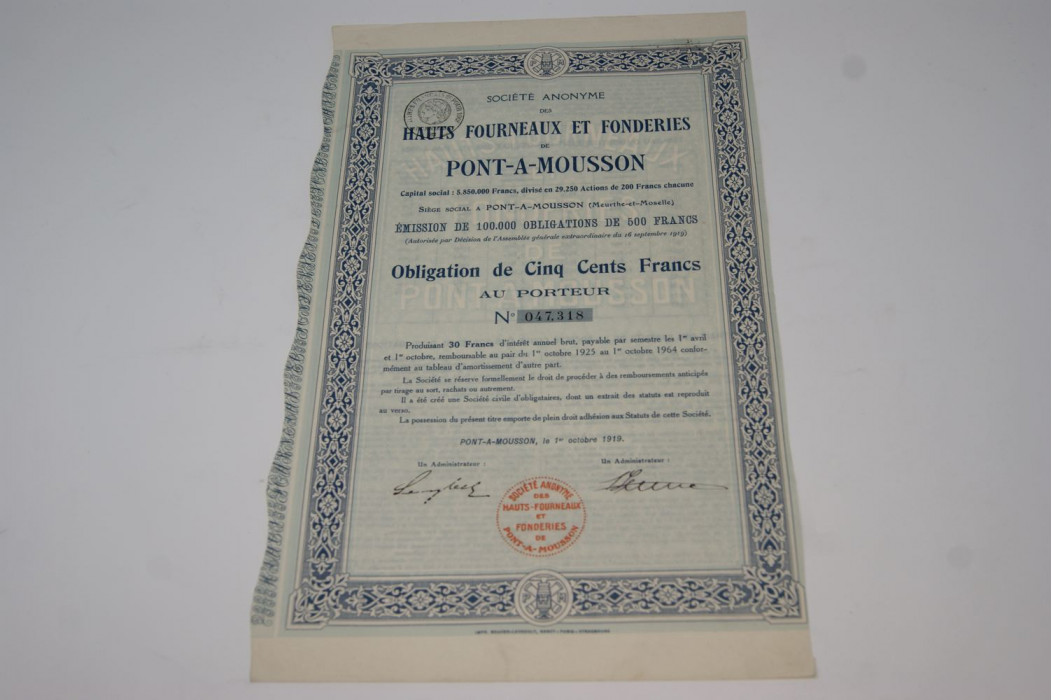 SOCIÉTÉ ANONYME
DES
HAUTS FOURNEAUX ET FONDERIES
DE
PONT-A-MOUSSON
Capital social : 5.850.000 Francs, divisé en 29.250 Actions de 200 Francs chacune
SIÈGE SOCIAL A PONT-A-MOUSSON (Meurthe-et-Moselle)
ÉMISSION DE 100.000 OBLIGATIONS DE 500 FRANCS
(Autorisée par Décision de l'Assemblée générale extraordinaire du 16 septembre 1919)
Obligation de Cinq Cents Francs
AU PORTEUR
No 047,318
Produisant 30 Francs d'intérêt annuel brut, payable par semestre les 1er avril
et 1er octobre, remboursable au pair du 1er octobre 1925 au 1er octobre 1964 confor-
mément au tableau d'amortissement d'autre part.
La Société se réserve formellement le droit de procéder à des remboursements anticipés
par tirage au sort, rachats ou autrement.
Il a été créé une Société civile d'obligataires, dont un extrait des statuts est reproduit
au verso.
La possession du présent titre emporte de plein droit adhésion aux Statuts de cette Société.
PONT-A-MOUSSON, le 1er octobre 1919.
Un Administrateur : Un Administrateur :
SOCIÉTÉ ANONYME
DES
HAUTS-FOURNEAUX
ET
FONDERIES
DE
PONT-A-MOUSSON